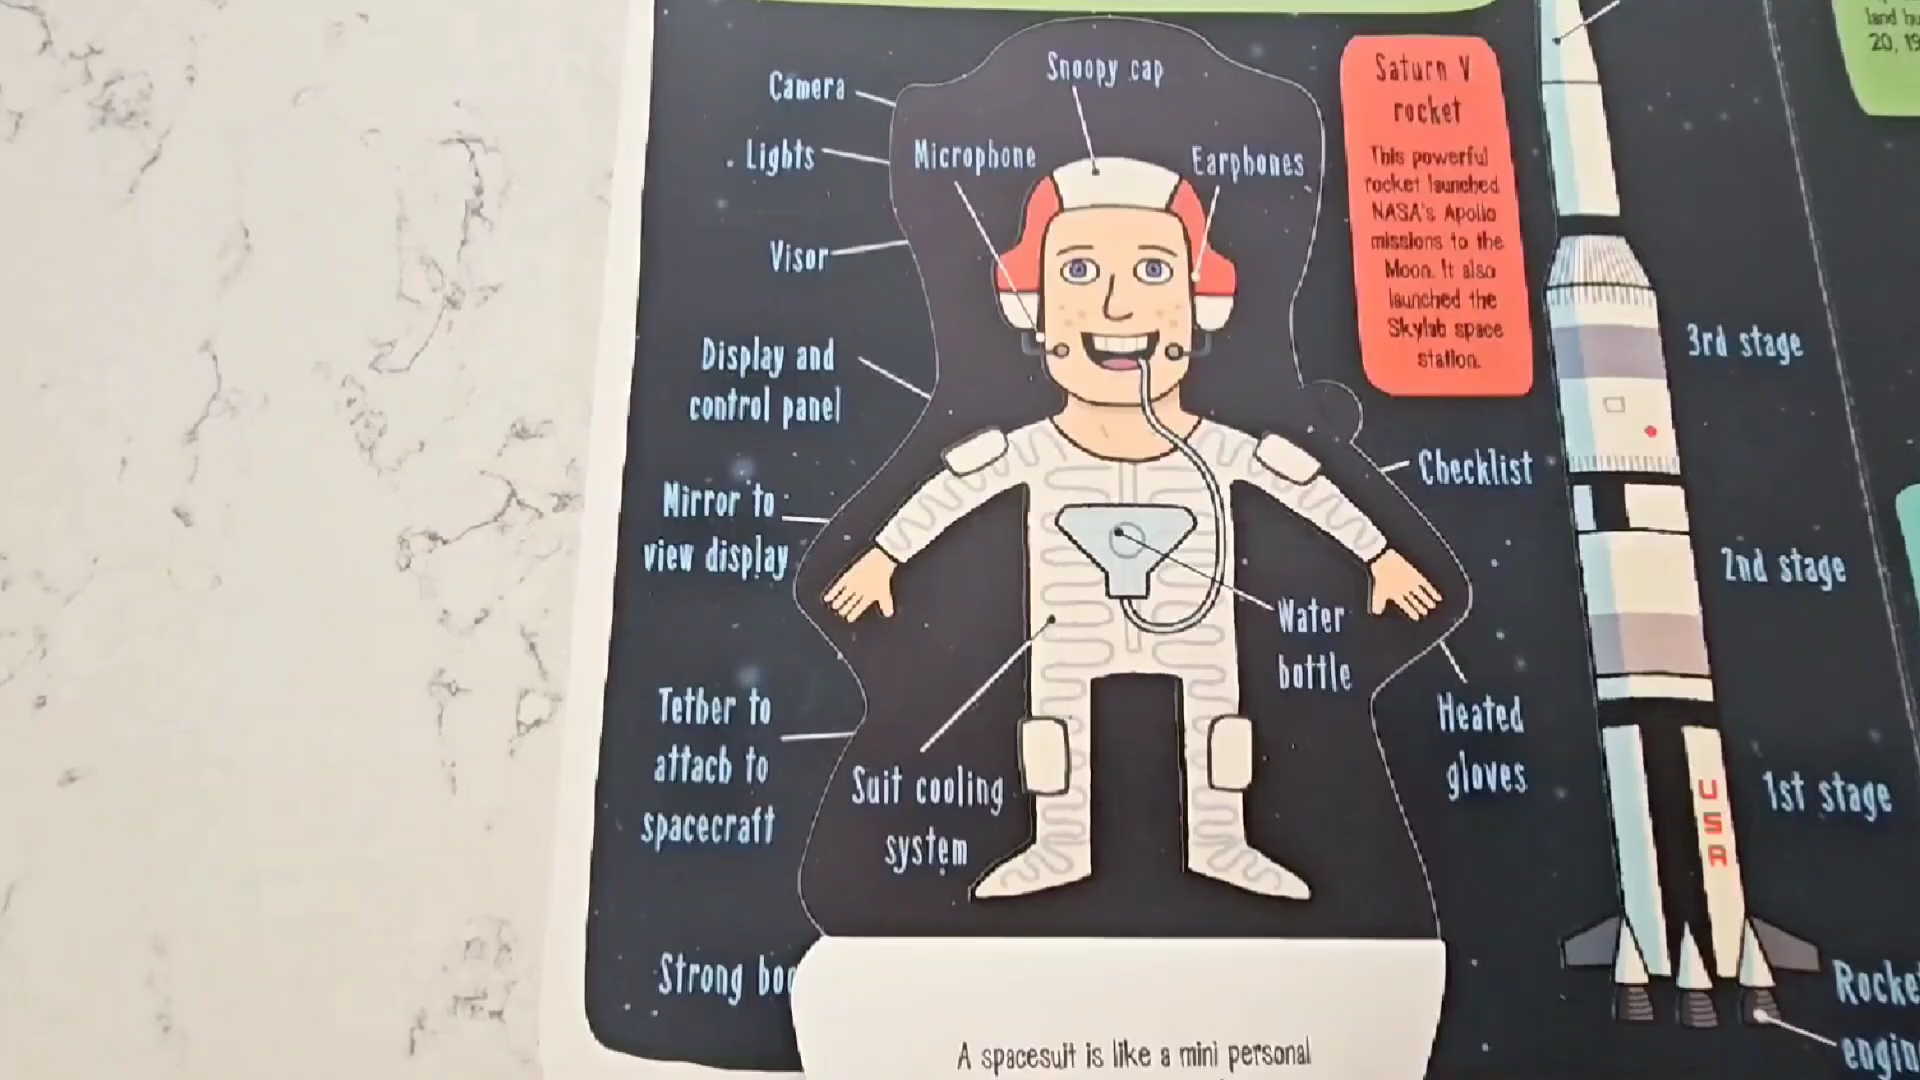 Camera
Snoopy cap
Lights
Microphone
Earphones
Visor
Display and
control panel
Mirror to
view display
Tether to
attach to
spacecraft
Suit cooling
system
Strong
Water
bottle
Checklist
Heated
gloves
A spacesuit is like a mini personal
Saturn V
rocket
This powerful
rocket launched
NASA's Apollo
missions to the
Moon. It also
launched the
Skylab space
station.
3rd stage
2nd stage
1st stage
USA
land
20, 19